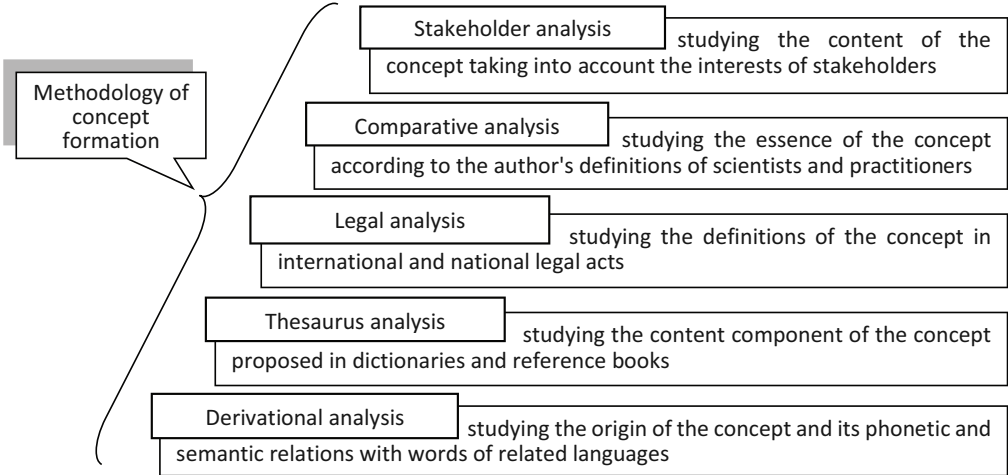 Methodology of
concept
formation
Stakeholder analysis
studying the content of the
concept taking into account the interests of stakeholders
Comparative analysis
studying the essence of the concept
according to the author's definitions of scientists and practitioners
Legal analysis
studying the definitions of the concept in
international and national legal acts
Thesaurus analysis
studying the content component of the concept
proposed in dictionaries and reference books
Derivational analysis
studying the origin of the concept and its phonetic and
semantic relations with words of related languages